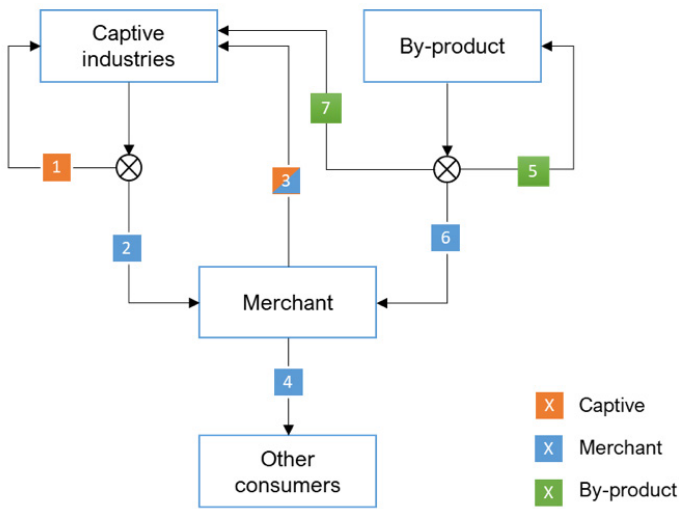 Captive
industries
By-product
7
1
3
5
2
6
Merchant
4
Other
consumers
X Captive
X Merchant
X By-product